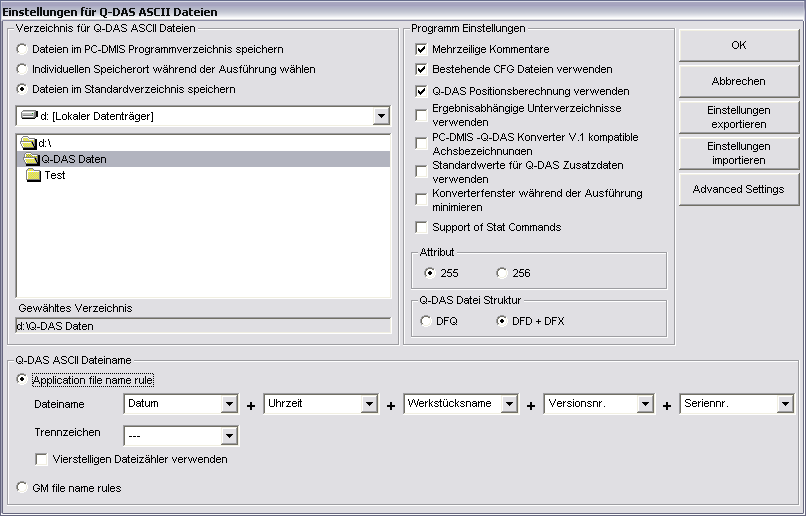 Einstellungen für Q-DAS ASCII Dateien
Verzeichnis für Q-DAS ASCII Dateien
Dateien im PC-DMIS Programmverzeichnis speichern
Individuellen Speicherort während der Ausführung wählen
Dateien im Standardverzeichnis speichern
d: [Lokaler Datenträger]
d:\
Q-DAS Daten
Test
Gewähltes Verzeichnis
d:\Q-DAS Daten
Programm Einstellungen
Mehrzeilige Kommentare
Bestehende CFG Dateien verwenden
Q-DAS Positionsberechnung verwenden
Ergebnisabhängige Unterverzeichnisse
verwenden
PC-DMIS -Q-DAS Konverter V.1 kompatible
Achsbezeichnungen
Standardwerte für Q-DAS Zusatzdaten
verwenden
Konverterfenster während der Ausführung
minimieren
Support of Stat Commands
Attribut
255 256
Q-DAS Datei Struktur
DFQ DFD + DFX
OK
Abbrechen
Einstellungen
exportieren
Einstellungen
importieren
Advanced Settings
Q-DAS ASCII Dateiname
Application file name rule
Dateiname Datum + Uhrzeit + Werkstücksname + Versionsnr. + Seriennr.
Trennzeichen ---
Vierstelligen Dateizähler verwenden
GM file name rules